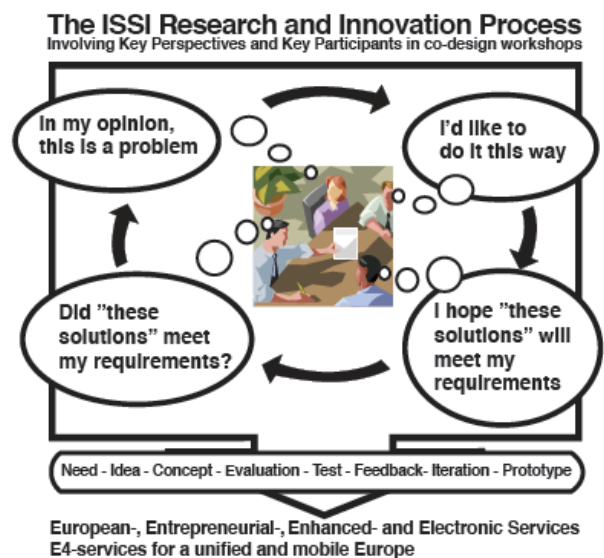 The ISSI Research and Innovation Process
Involving Key Perspectives and Key Participants in co-design workshops
In my opinion,
this is a problem
I'd like to
do it this way
Did "these
solutions" meet
my requirements?
I hope "these
solutions" will
meet my
requirements
Need - Idea - Concept - Evaluation - Test - Feedback- Iteration - Prototype
European-, Entrepreneurial-, Enhanced- and Electronic Services
E4-services for a unified and mobile Europe